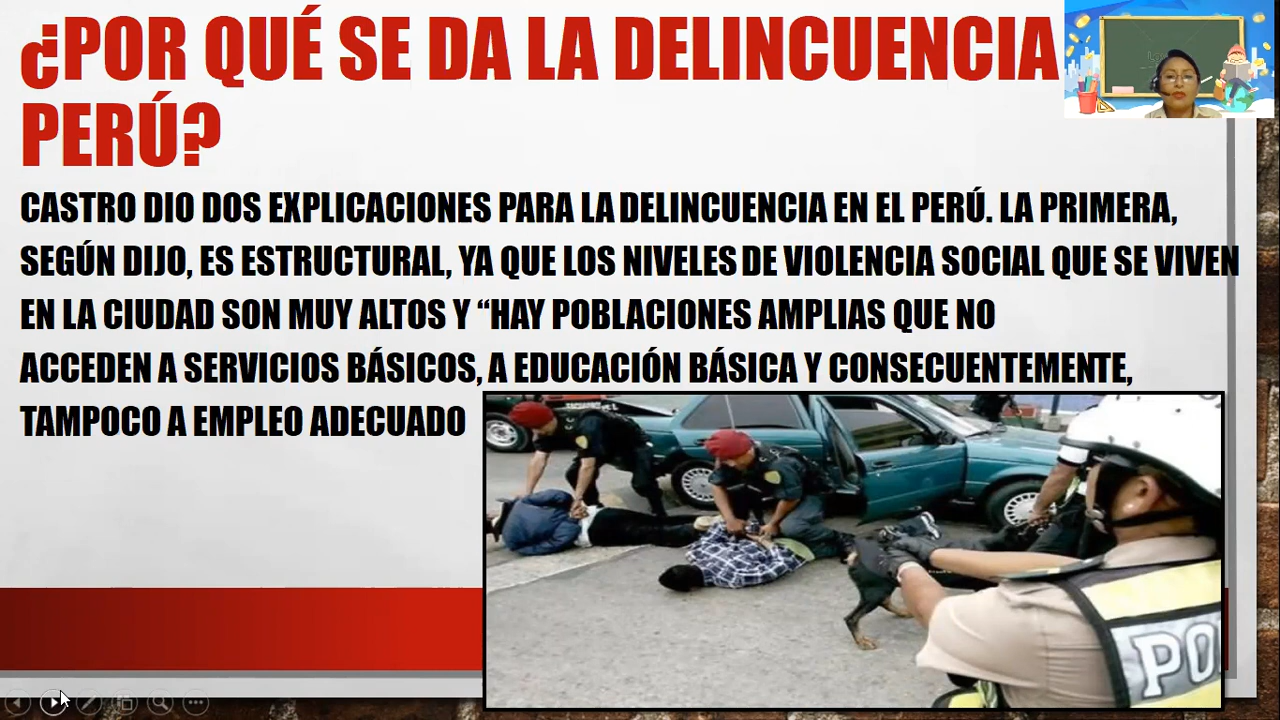 ¿POR QUÉ SE DA LA DELINCUENCIA
PERÚ?
CASTRO DIO DOS EXPLICACIONES PARA LA DELINCUENCIA EN EL PERÚ. LA PRIMERA,
SEGÚN DIJO, ES ESTRUCTURAL, YA QUE LOS NIVELES DE VIOLENCIA SOCIAL QUE SE VIVEN
EN LA CIUDAD SON MUY ALTOS Y “HAY POBLACIONES AMPLIAS QUE NO
ACCEDEN A SERVICIOS BÁSICOS, A EDUCACIÓN BÁSICA Y CONSECUENTEMENTE,
TAMPOCO A EMPLEO ADECUADO
PO